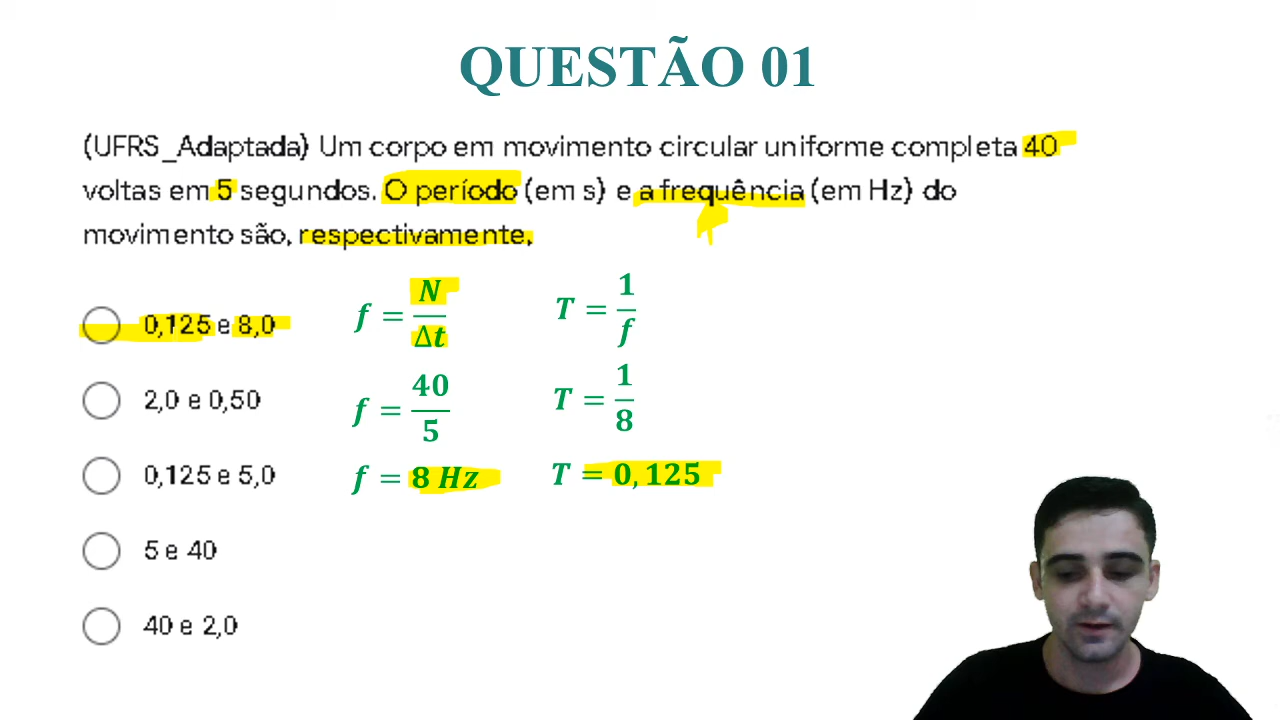 QUESTÃO 01
(UFRS_Adaptada) Um corpo em movimento circular uniforme completa 40
voltas em 5 segundos. O período (em s) e a frequência (em Hz) do
movimento são, respectivamente,
0,125 e 8,0
2,0 e 0,50
0,125 e 5,0
5 e 40
40 e 2,0
f = N/Δt
f = 40/5
f = 8 Hz
T = 1/f
T = 1/8
T = 0,125